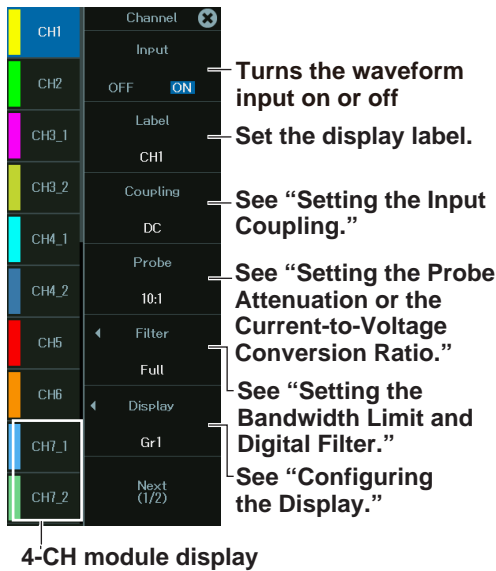 CH1
CH2
CH3_1
CH3_2
CH4_1
CH4_2
CH5
CH6
CH7_1
CH7_2
Channel
Input
OFF ON
Label
CH1
Coupling
DC
Probe
10:1
Filter
Full
Display
Gr1
Next
(1/2)
Turns the waveform
input on or off
Set the display label.
See “Setting the Input
Coupling.”
See “Setting the Probe
Attenuation or the
Current-to-Voltage
Conversion Ratio.”
See “Setting the
Bandwidth Limit and
Digital Filter.”
See “Configuring
the Display.”
4-CH module display